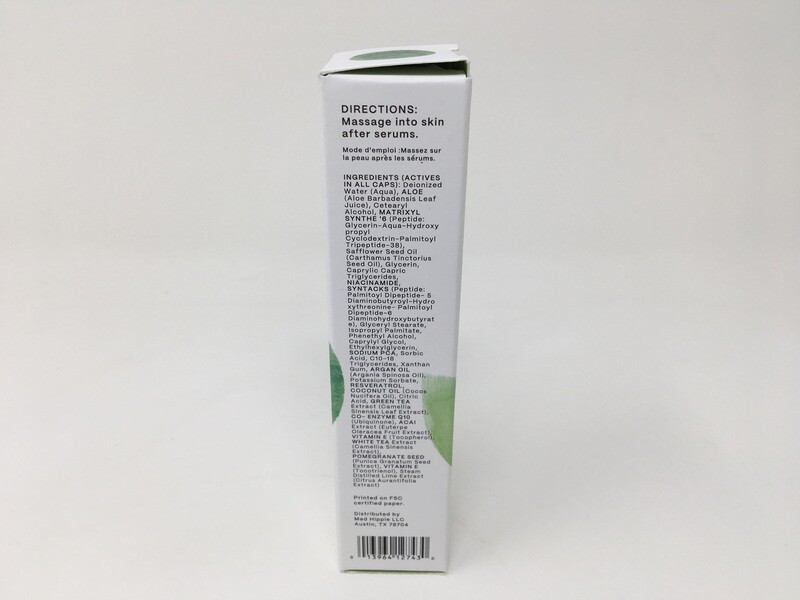 DIRECTIONS:
Massage into skin
after serums.
Mode d'emploi :Massez sur
la peau après les sérums.
INGREDIENTS (ACTIVES
IN ALL CAPS): Deionized
Water (Aqua), ALOE
(Aloe Barbadensis Leaf
Juice), Cetearyl
Alcohol, MATRIXYL
SYNTHE '6 (Peptide:
Glycerin-Aqua-Hydroxy
propyl
Cyclodextrin-Palmitoyl
Tripeptide-38),
Safflower Seed Oil
(Carthamus Tinctorius
Seed Oil), Glycerin,
Caprylic Capric
Triglycerides,
NIACINAMIDE,
SYNTACKS (Peptide:
Palmitoyl Dipeptide- 5
Diaminobutyroyl-Hydro
xythreonine- Palmitoyl
Dipeptide-6
Diaminohydroxybutyrat
e), Glyceryl Stearate,
Isopropyl Palmitate,
Phenethyl Alcohol,
Caprylyl Glycol,
Ethylhexylglycerin,
SODIUM PCA, Sorbic
Acid, C10-18
Triglycerides, Xanthan
Gum, ARGAN OIL
(Argania Spinosa Oil),
Potassium Sorbate,
RESVERATROL,
COCONUT OIL (Cocos
Nucifera Oil), Citric
Acid, GREEN TEA
Extract (Camellia
Sinensis Leaf Extract),
CO- ENZYME Q10
(Ubiquinone), ACAI
Extract (Euterpe
Oleracea Fruit Extract),
VITAMIN E (Tocopherol),
WHITE TEA Extract
(Camellia Sinensis
Extract),
POMEGRANATE SEED
(Punica Granatum Seed
Extract), VITAMIN E
(Tocotrienol), Steam
Distilled Lime Extract
(Citrus Aurantifolia
Extract)
Printed on FSC
certified paper.
Distributed by
Mad Hippie LLC
Austin, TX 78704
13964 12743